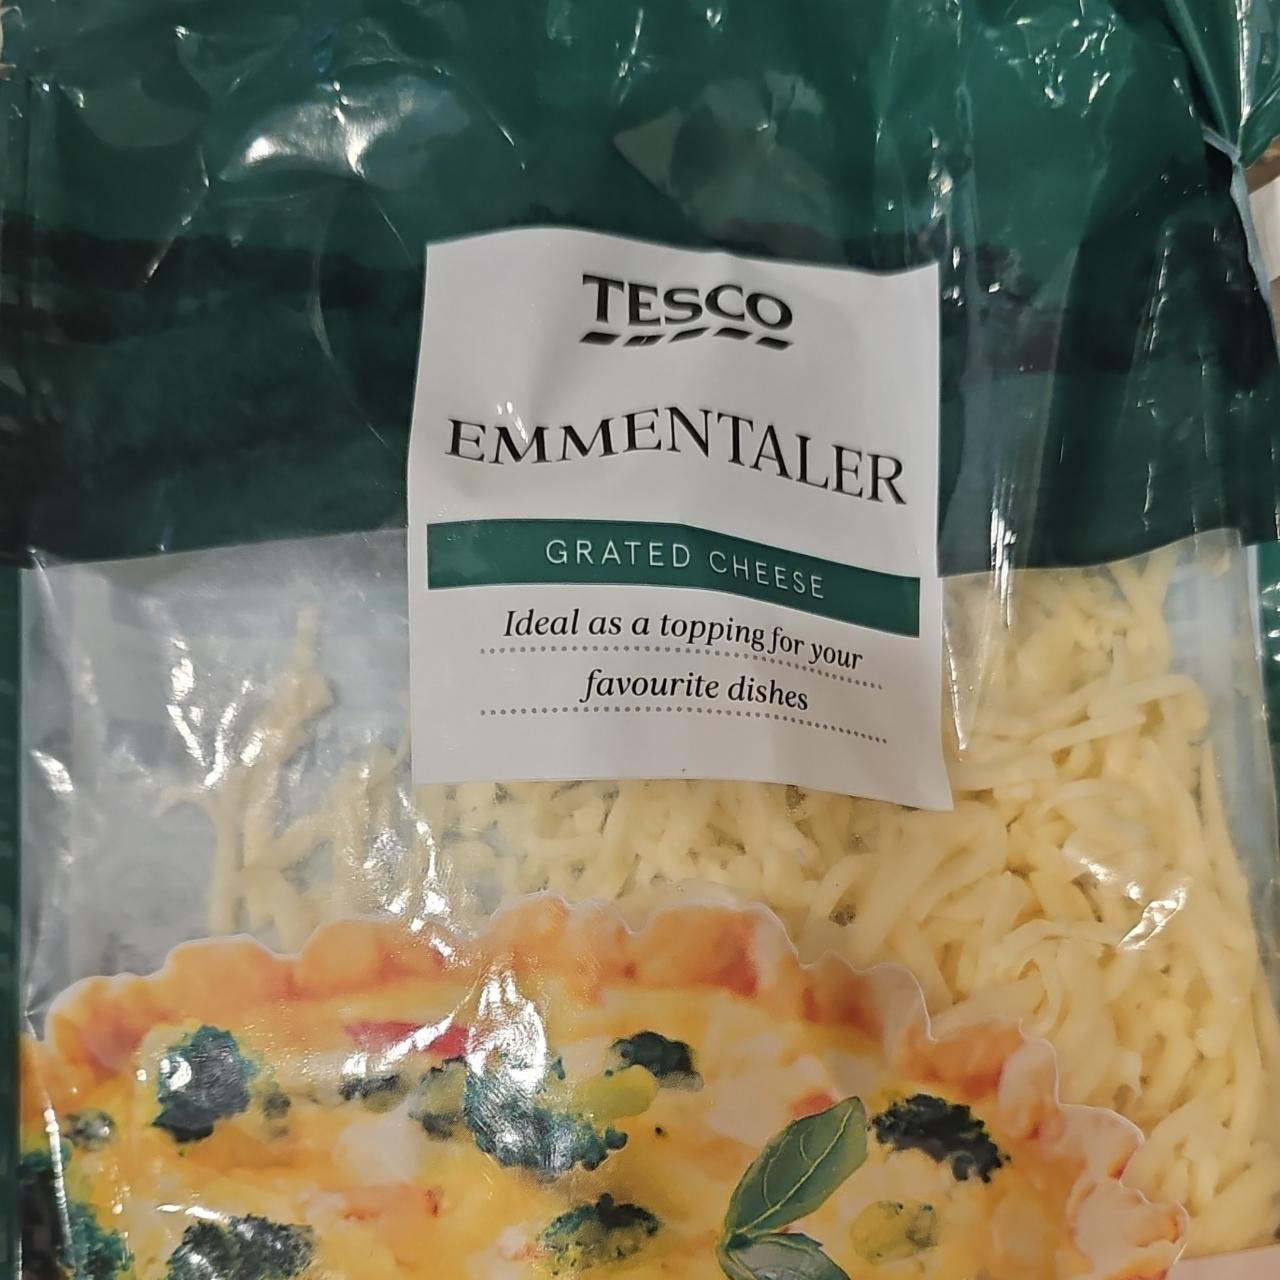 TESCO
EMMENTALER
GRATED CHEESE
Ideal as a topping for your
favourite dishes